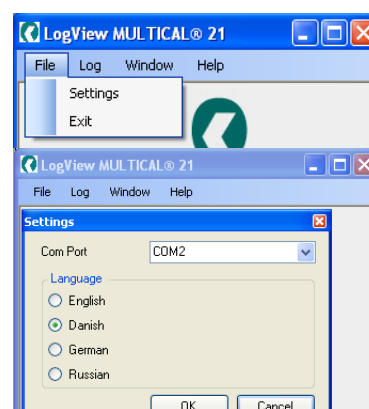 LogView MULTICAL® 21
File Log Window Help
Settings
Exit
LogView MULTICAL® 21
File Log Window Help
Settings
Com Port COM2
Language
English
Danish
German
Russian
OK Cancel